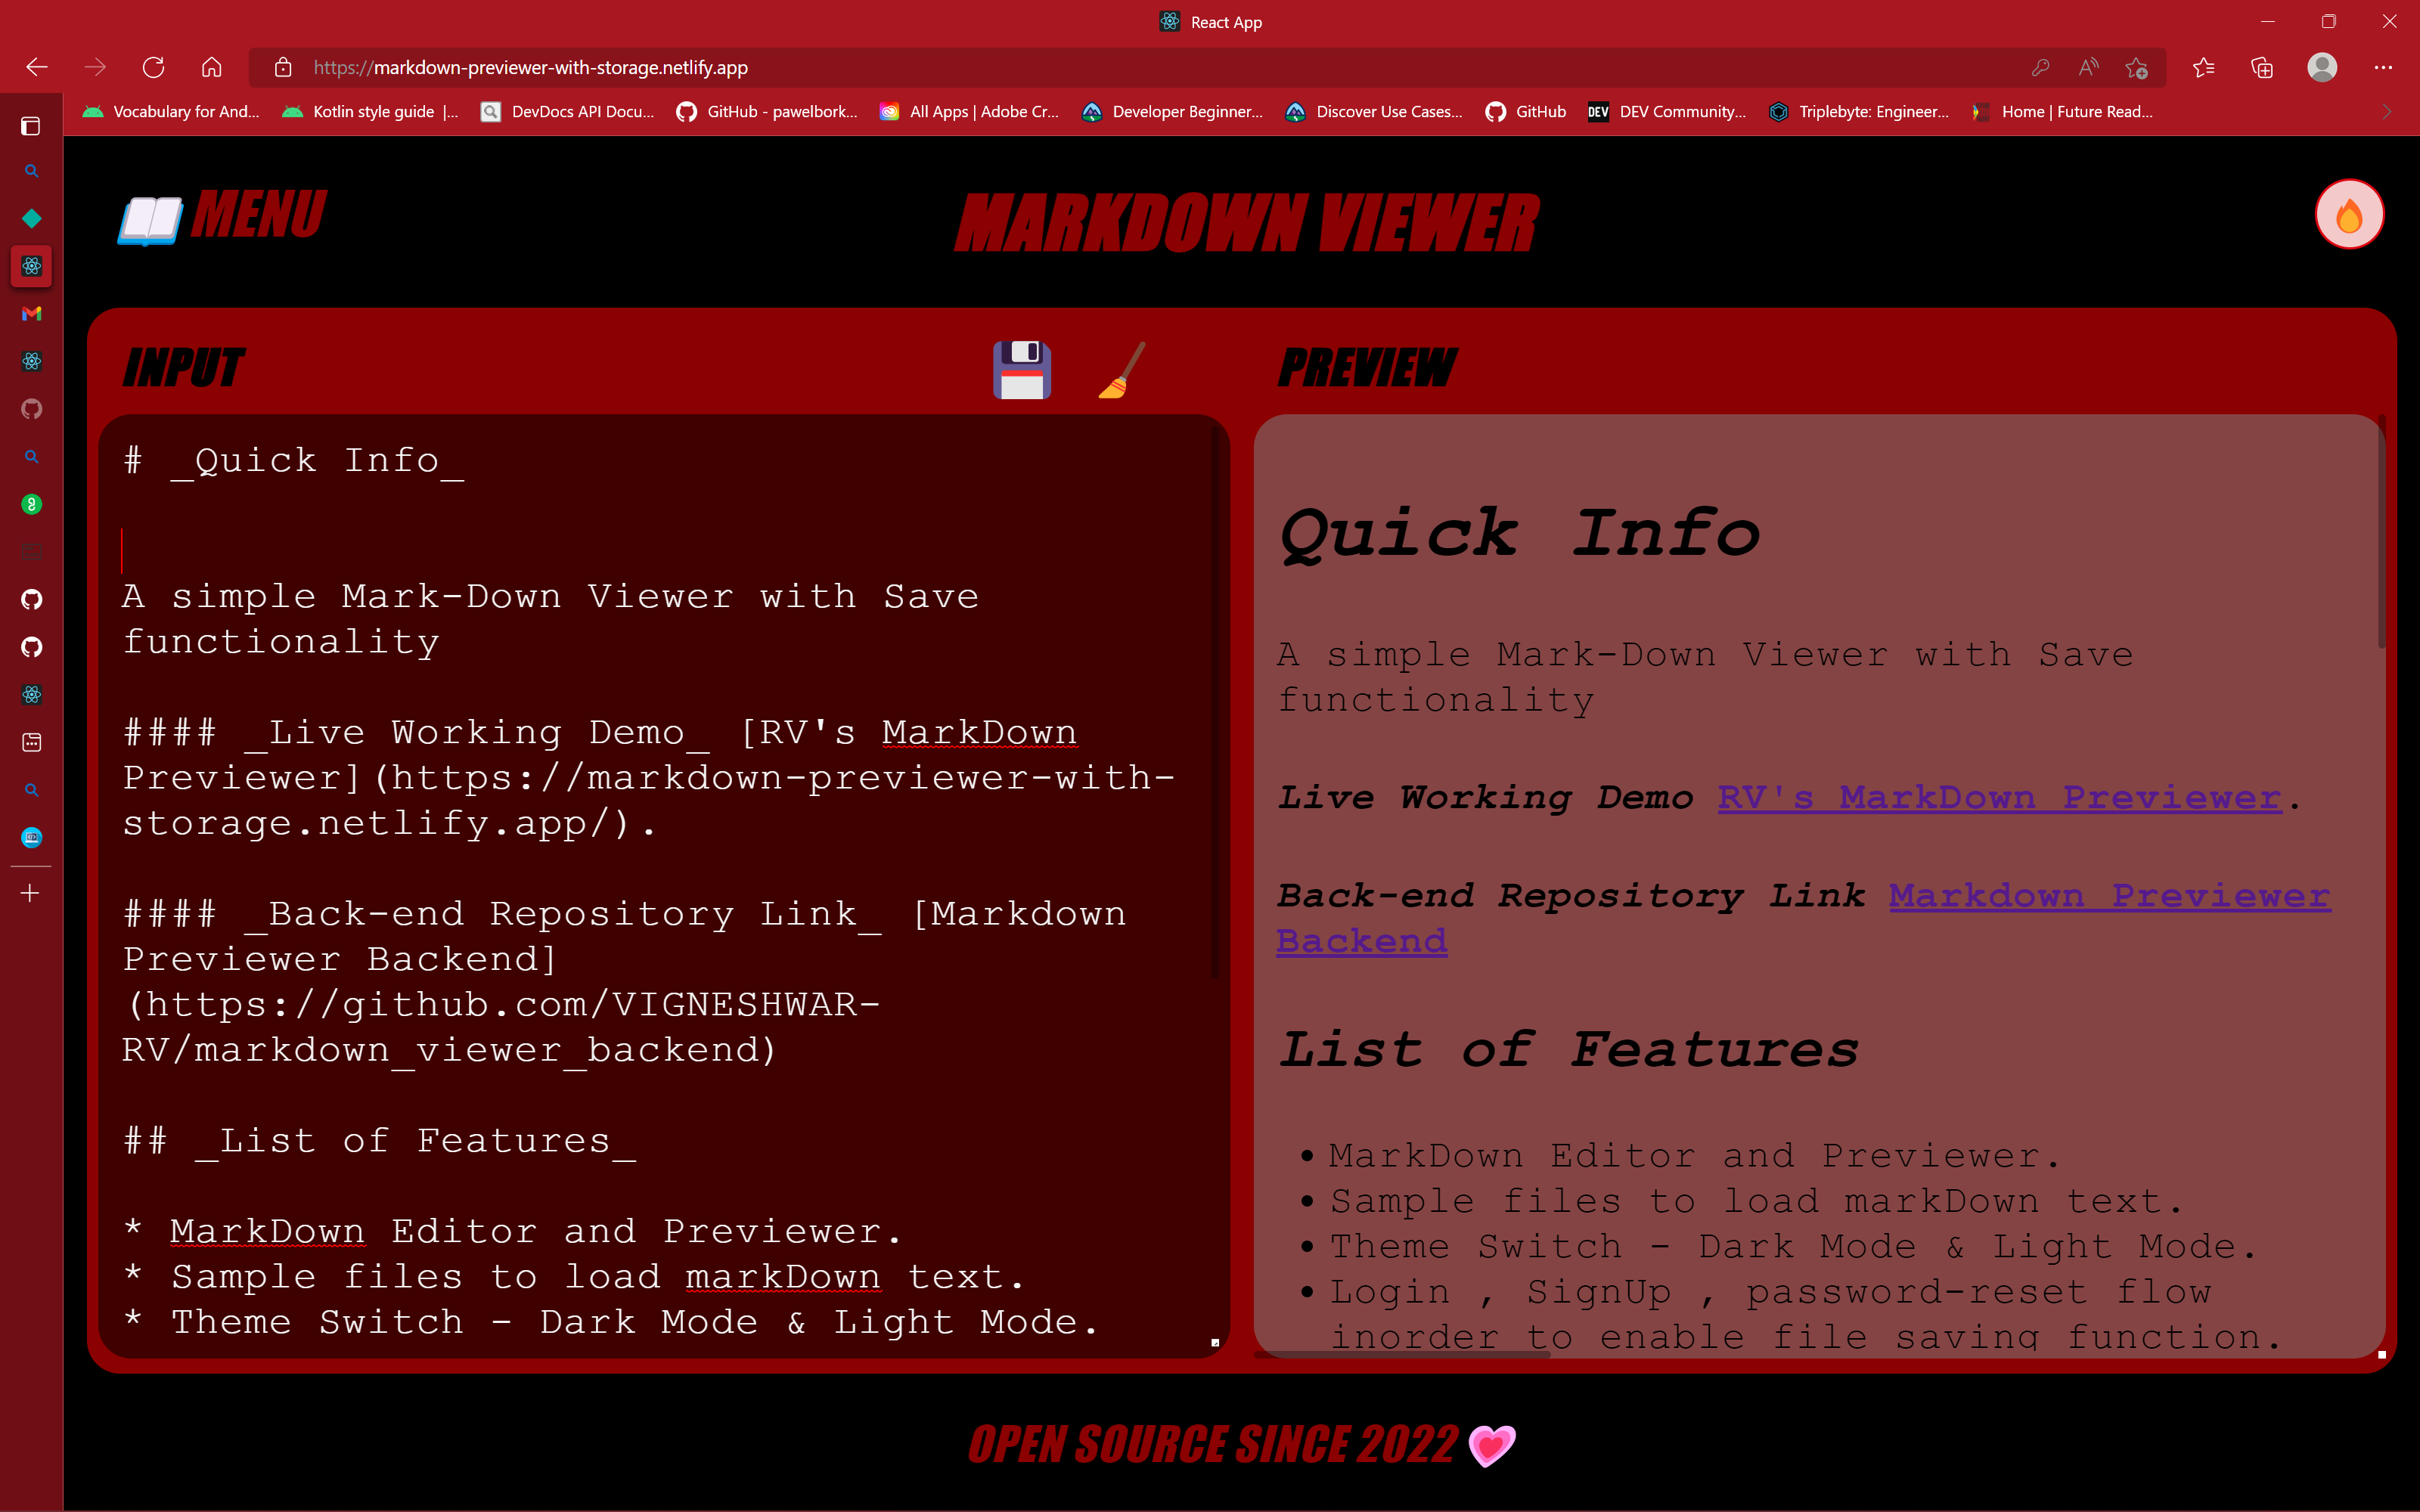 React App
https://markdown-previewer-with-storage.netlify.app
Vocabulary for And... Kotlin style guide |... DevDocs API Docu... GitHub - pawelbork... All Apps | Adobe Cr... Developer Beginner... Discover Use Cases... GitHub DEV DEV Community... Triplebyte: Engineer... Home | Future Read...
MENU
MARKDOWN VIEWER
INPUT
# _Quick Info_
A simple Mark-Down Viewer with Save
functionality
#### _Live Working Demo_ [RV's MarkDown
Previewer](https://markdown-previewer-with-
storage.netlify.app/).
#### _Back-end Repository Link_ [Markdown
Previewer Backend]
(https://github.com/VIGNESHWAR-
RV/markdown_viewer_backend)
## _List of Features_
* MarkDown Editor and Previewer.
* Sample files to load markDown text.
* Theme Switch - Dark Mode & Light Mode.
PREVIEW
Quick Info
A simple Mark-Down Viewer with Save
functionality
Live Working Demo RV's MarkDown Previewer.
Back-end Repository Link Markdown Previewer
Backend
List of Features
• MarkDown Editor and Previewer.
• Sample files to load markDown text.
• Theme Switch - Dark Mode & Light Mode.
• Login , SignUp , password-reset flow
inorder to enable file saving function.
OPEN SOURCE SINCE 2022